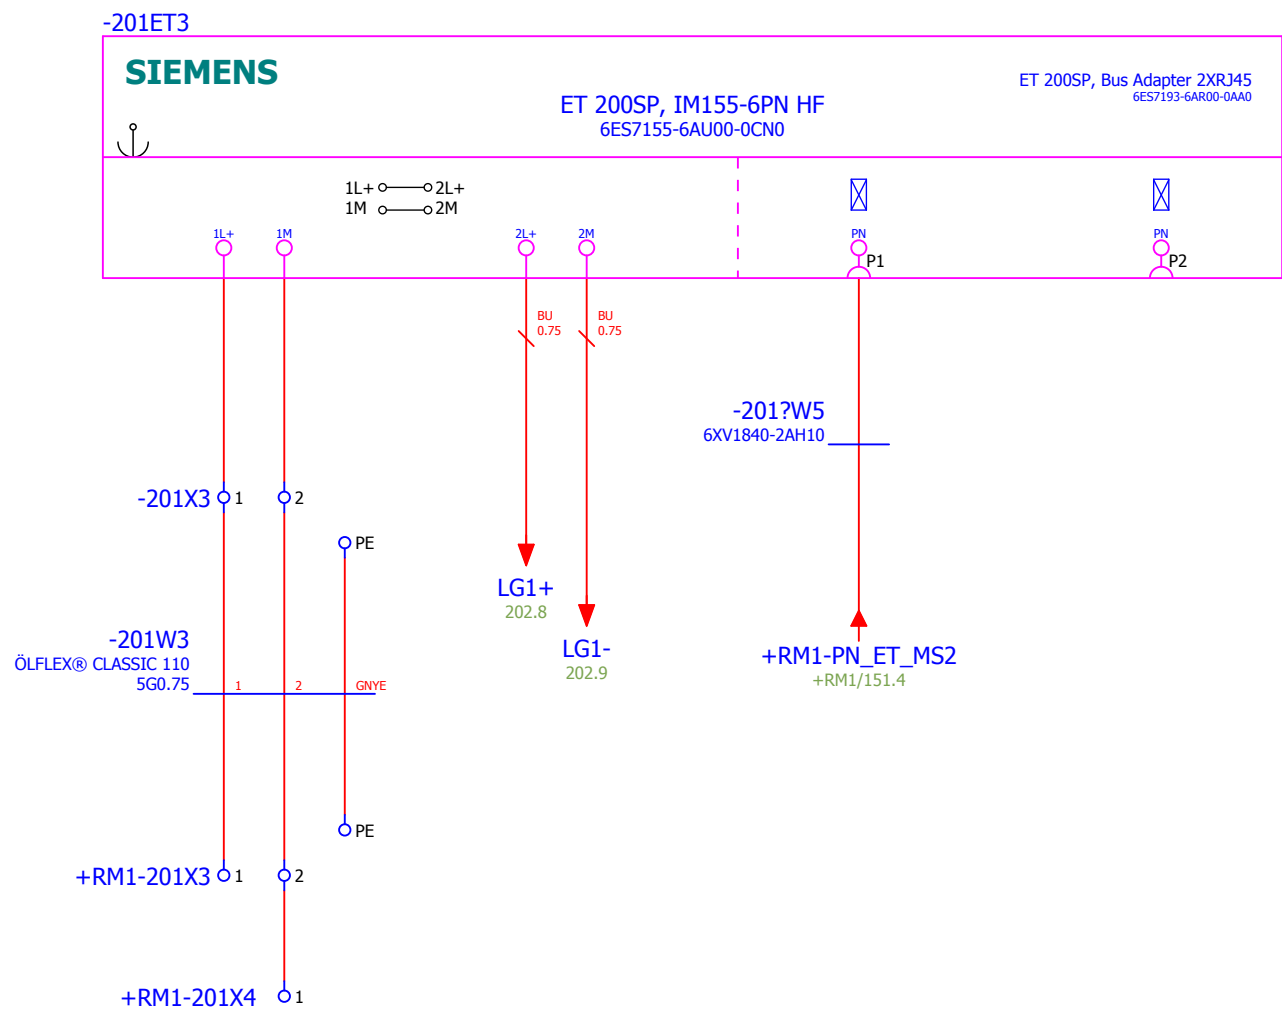 -201ET3
SIEMENS
ET 200SP, IM155-6PN HF
6ES7155-6AU00-0CN0
ET 200SP, Bus Adapter 2XRJ45
6ES7193-6AR00-0AA0
1L+ 2L+
1M 2M
1L+ 1M 2L+ 2M PN PN
P1 P2
BU BU
0.75 0.75
-201?W5
6XV1840-2AH10
-201X3 1 2
PE
LG1+
202.8
LG1-
202.9
+RM1-PN_ET_MS2
+RM1/151.4
-201W3
ÖLFLEX® CLASSIC 110
5G0.75 1 2 GNYE
PE
+RM1-201X3 1 2
+RM1-201X4 1